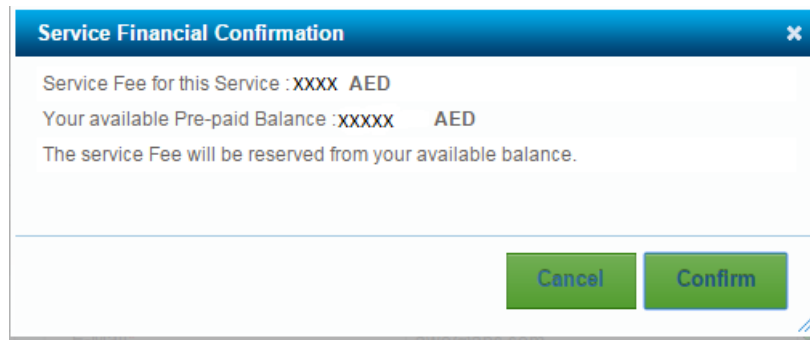 Service Financial Confirmation
Service Fee for this Service : XXXX AED
Your available Pre-paid Balance : XXXXX AED
The service Fee will be reserved from your available balance.
Cancel Confirm